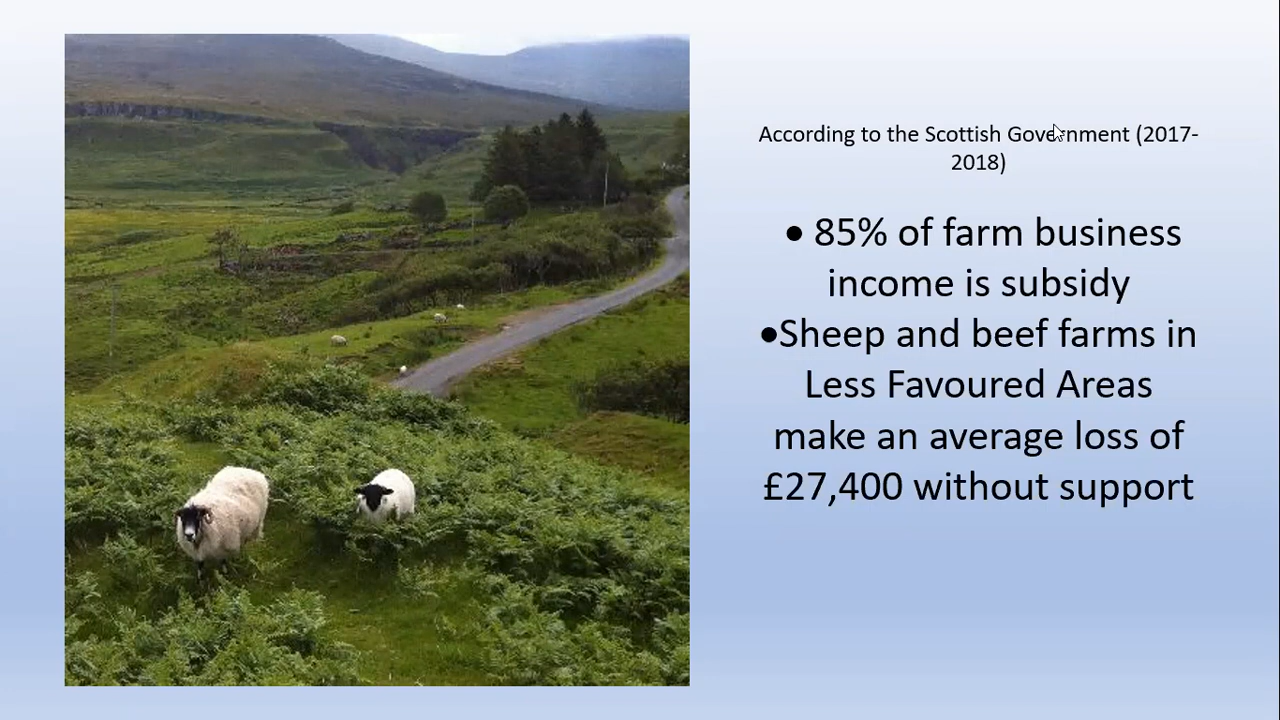 According to the Scottish Government (2017-
2018)
• 85% of farm business
income is subsidy
•Sheep and beef farms in
Less Favoured Areas
make an average loss of
£27,400 without support